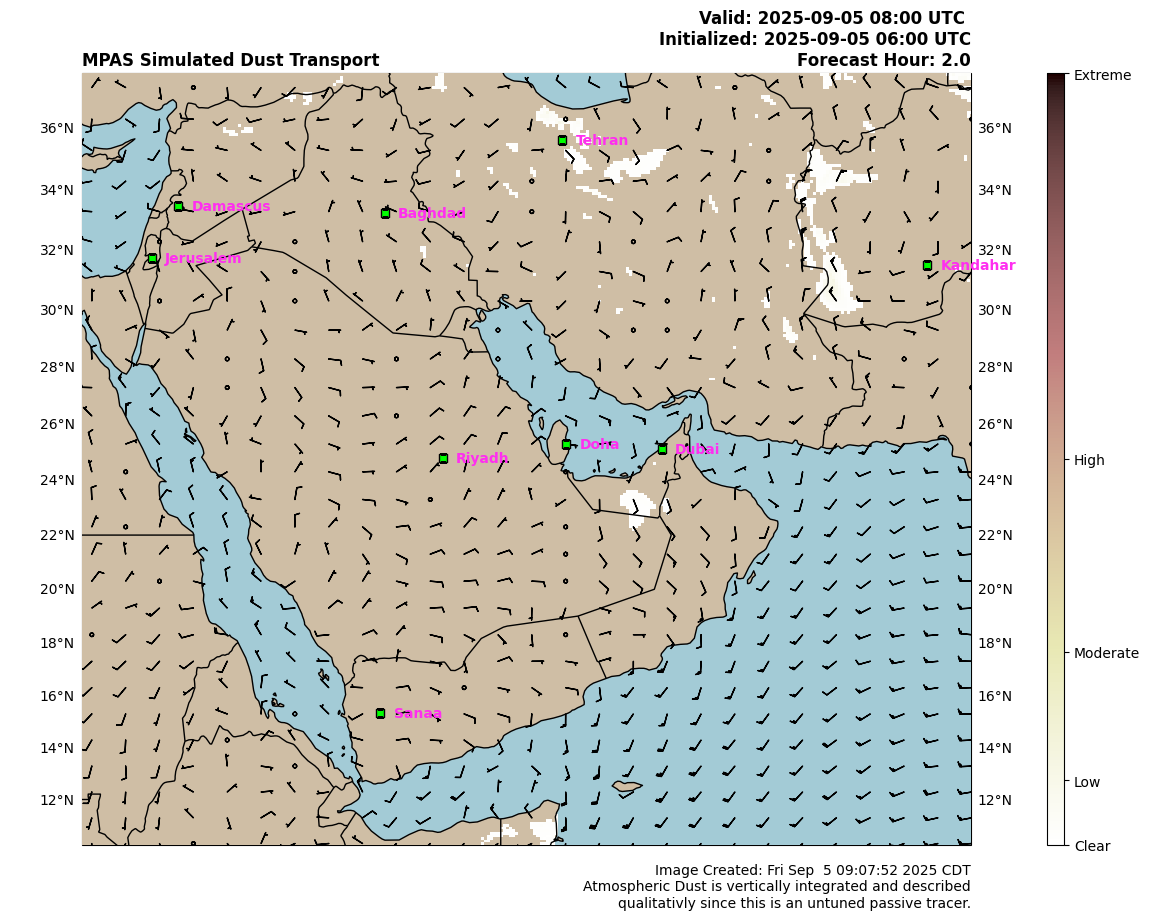 Valid: 2025-09-05 08:00 UTC
Initialized: 2025-09-05 06:00 UTC
MPAS Simulated Dust Transport
Forecast Hour: 2.0
Extreme
36°N
Tehran
36°N
34°N
Damascus
Baghdad
34°N
32°N
Jerusalem
32°N
Kandahar
30°N
30°N
28°N
28°N
26°N
26°N
Doha
Dubai
Riyadh
High
24°N
24°N
22°N
22°N
20°N
20°N
18°N
18°N
Moderate
16°N
16°N
Sanaa
14°N
14°N
Low
12°N
12°N
Clear
Image Created: Fri Sep  5 09:07:52 2025 CDT
Atmospheric Dust is vertically integrated and described
qualitativly since this is an untuned passive tracer.